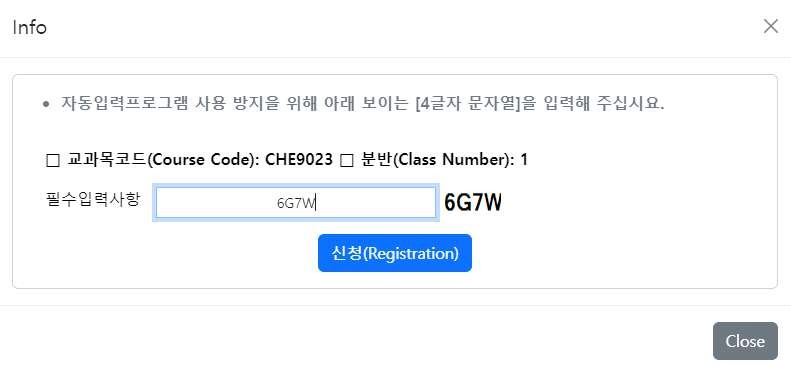 Info
• 자동입력프로그램 사용 방지을 위해 아래 보이는 [4글자 문자열]을 입력해 주십시요.
□ 교과목코드(Course Code): CHE9023 □ 분반(Class Number): 1
필수입력사항 6G7W 6G7W
신청(Registration)
Close